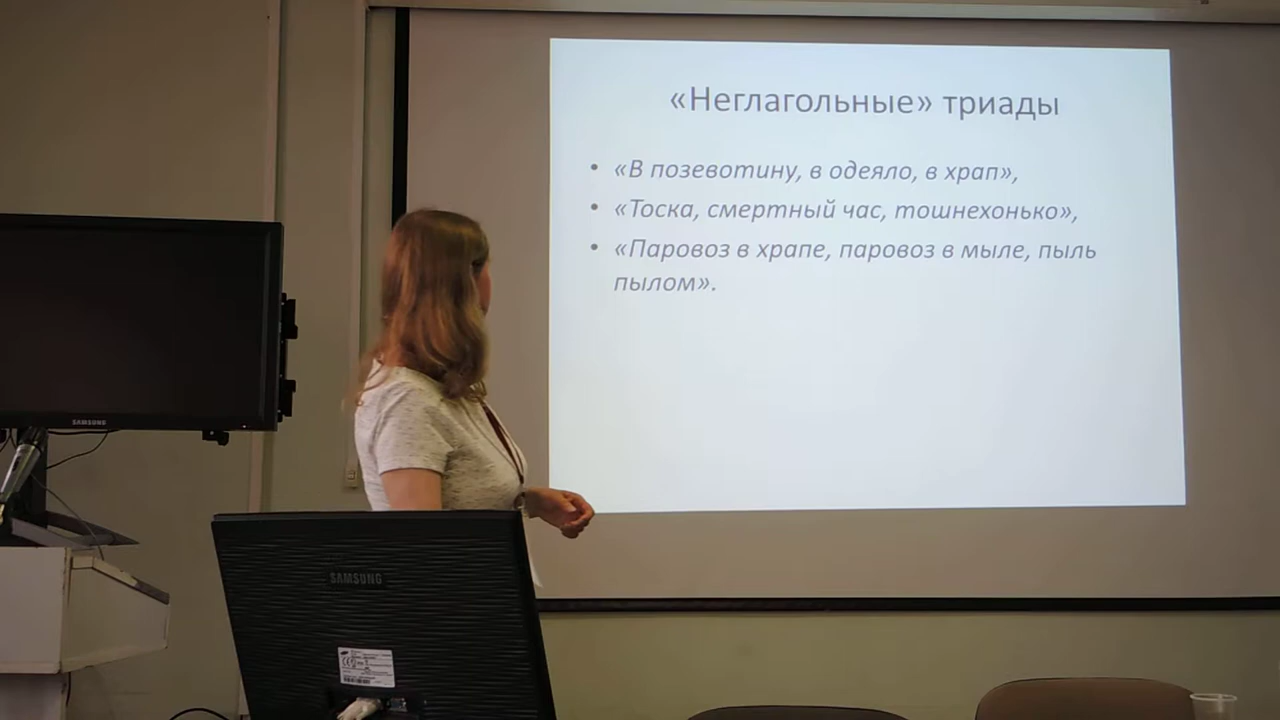 «Неглагольные» триады
• «В позевотину, в одеяло, в храп»,
• «Тоска, смертный час, тошнехонько»,
• «Паровоз в храпе, паровоз в мыле, пыль
пылом».
SAMSUNG
SAMSUNG